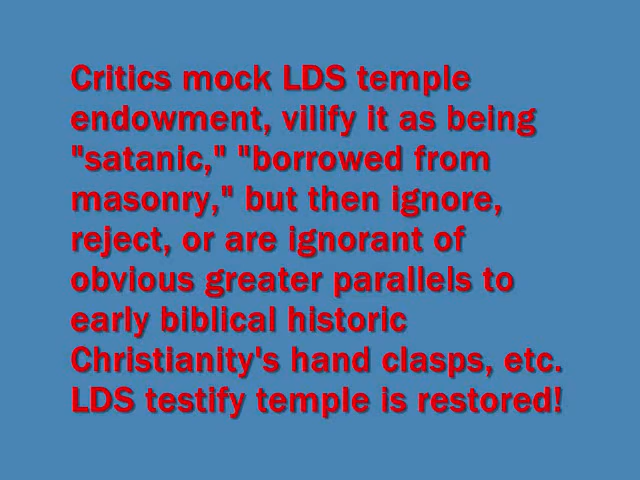 Critics mock LDS temple
endowment, vilify it as being
"satanic," "borrowed from
masonry," but then ignore,
reject, or are ignorant of
obvious greater parallels to
early biblical historic
Christianity's hand clasps, etc.
LDS testify temple is restored!